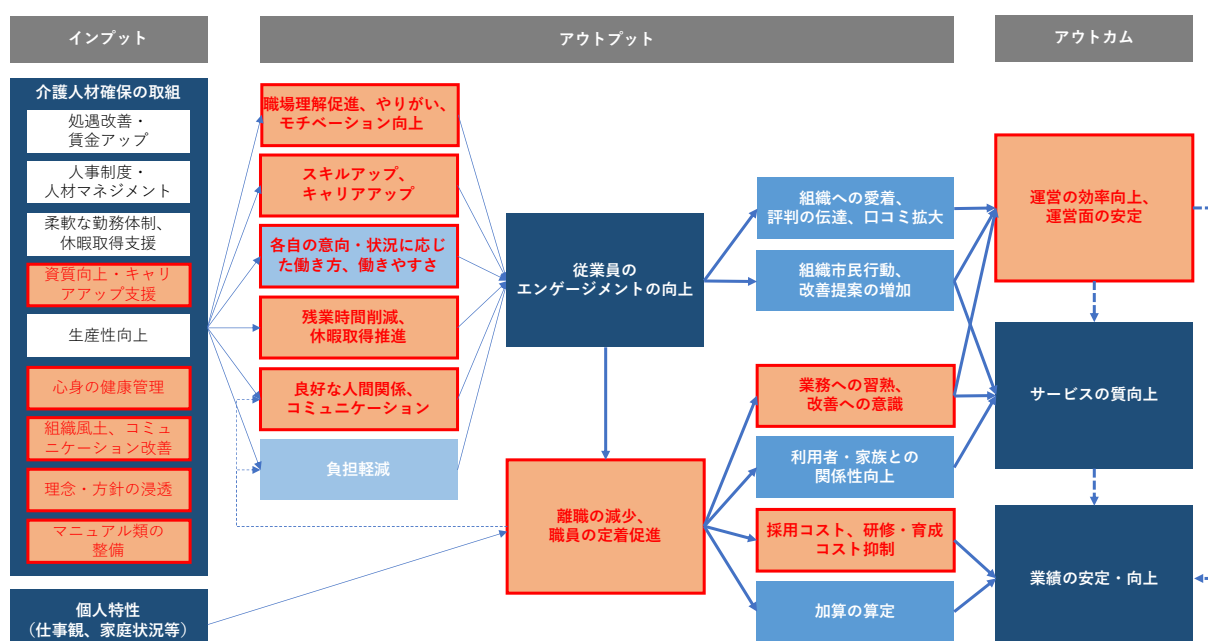 インプット
アウトプット
アウトカム
介護人材確保の取組
処遇改善・
賃金アップ
人事制度・
人材マネジメント
柔軟な勤務体制、
休暇取得支援
資質向上・キャリ
アアップ支援
生産性向上
心身の健康管理
組織風土、コミュ
ニケーション改善
理念・方針の浸透
マニュアル類の
整備
個人特性
（仕事観、家庭状況等）
職場理解促進、やりがい、
モチベーション向上
スキルアップ、
キャリアアップ
各自の意向・状況に応じ
た働き方、働きやすさ
残業時間削減、
休暇取得推進
良好な人間関係、
コミュニケーション
負担軽減
従業員の
エンゲージメントの向上
離職の減少、
職員の定着促進
組織への愛着、
評判の伝達、口コミ拡大
組織市民行動、
改善提案の増加
業務への習熟、
改善への意識
利用者・家族との
関係性向上
採用コスト、研修・育成
コスト抑制
加算の算定
運営の効率向上、
運営面の安定
サービスの質向上
業績の安定・向上